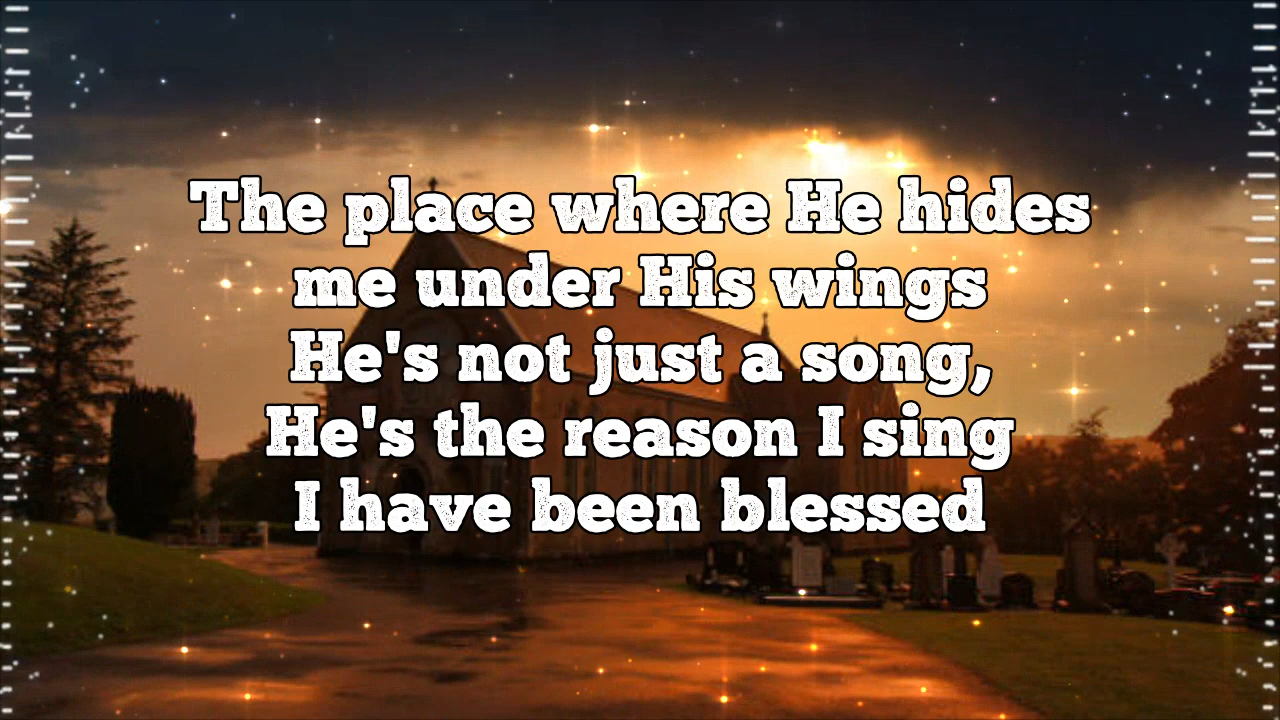 The place where He hides
me under His wings
He's not just a song,
He's the reason I sing
I have been blessed